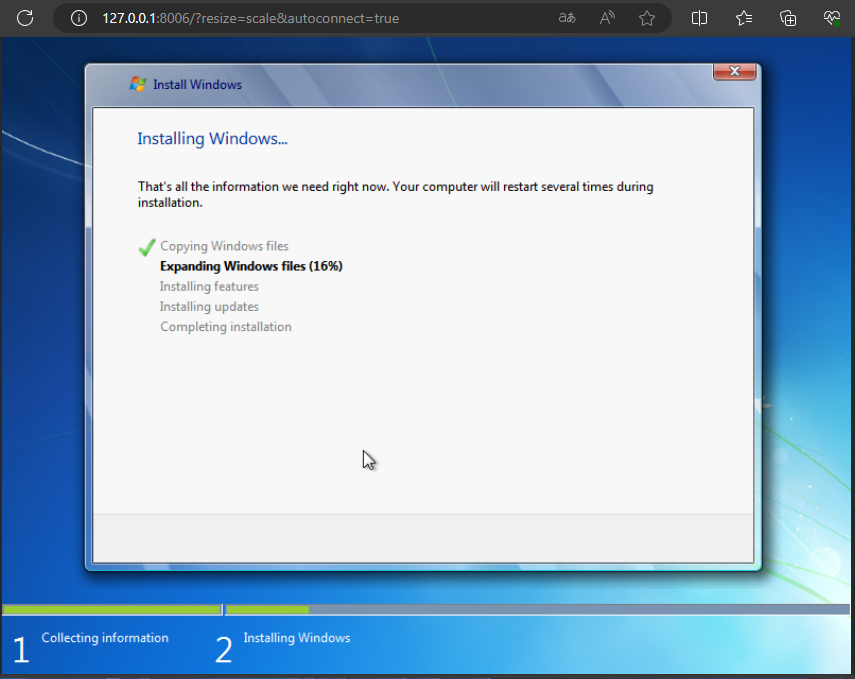 127.0.0.1:8006/?resize=scale&autoconnect=true
Install Windows
Installing Windows...
That's all the information we need right now. Your computer will restart several times during
installation.
Copying Windows files
Expanding Windows files (16%)
Installing features
Installing updates
Completing installation
1 Collecting information
2 Installing Windows